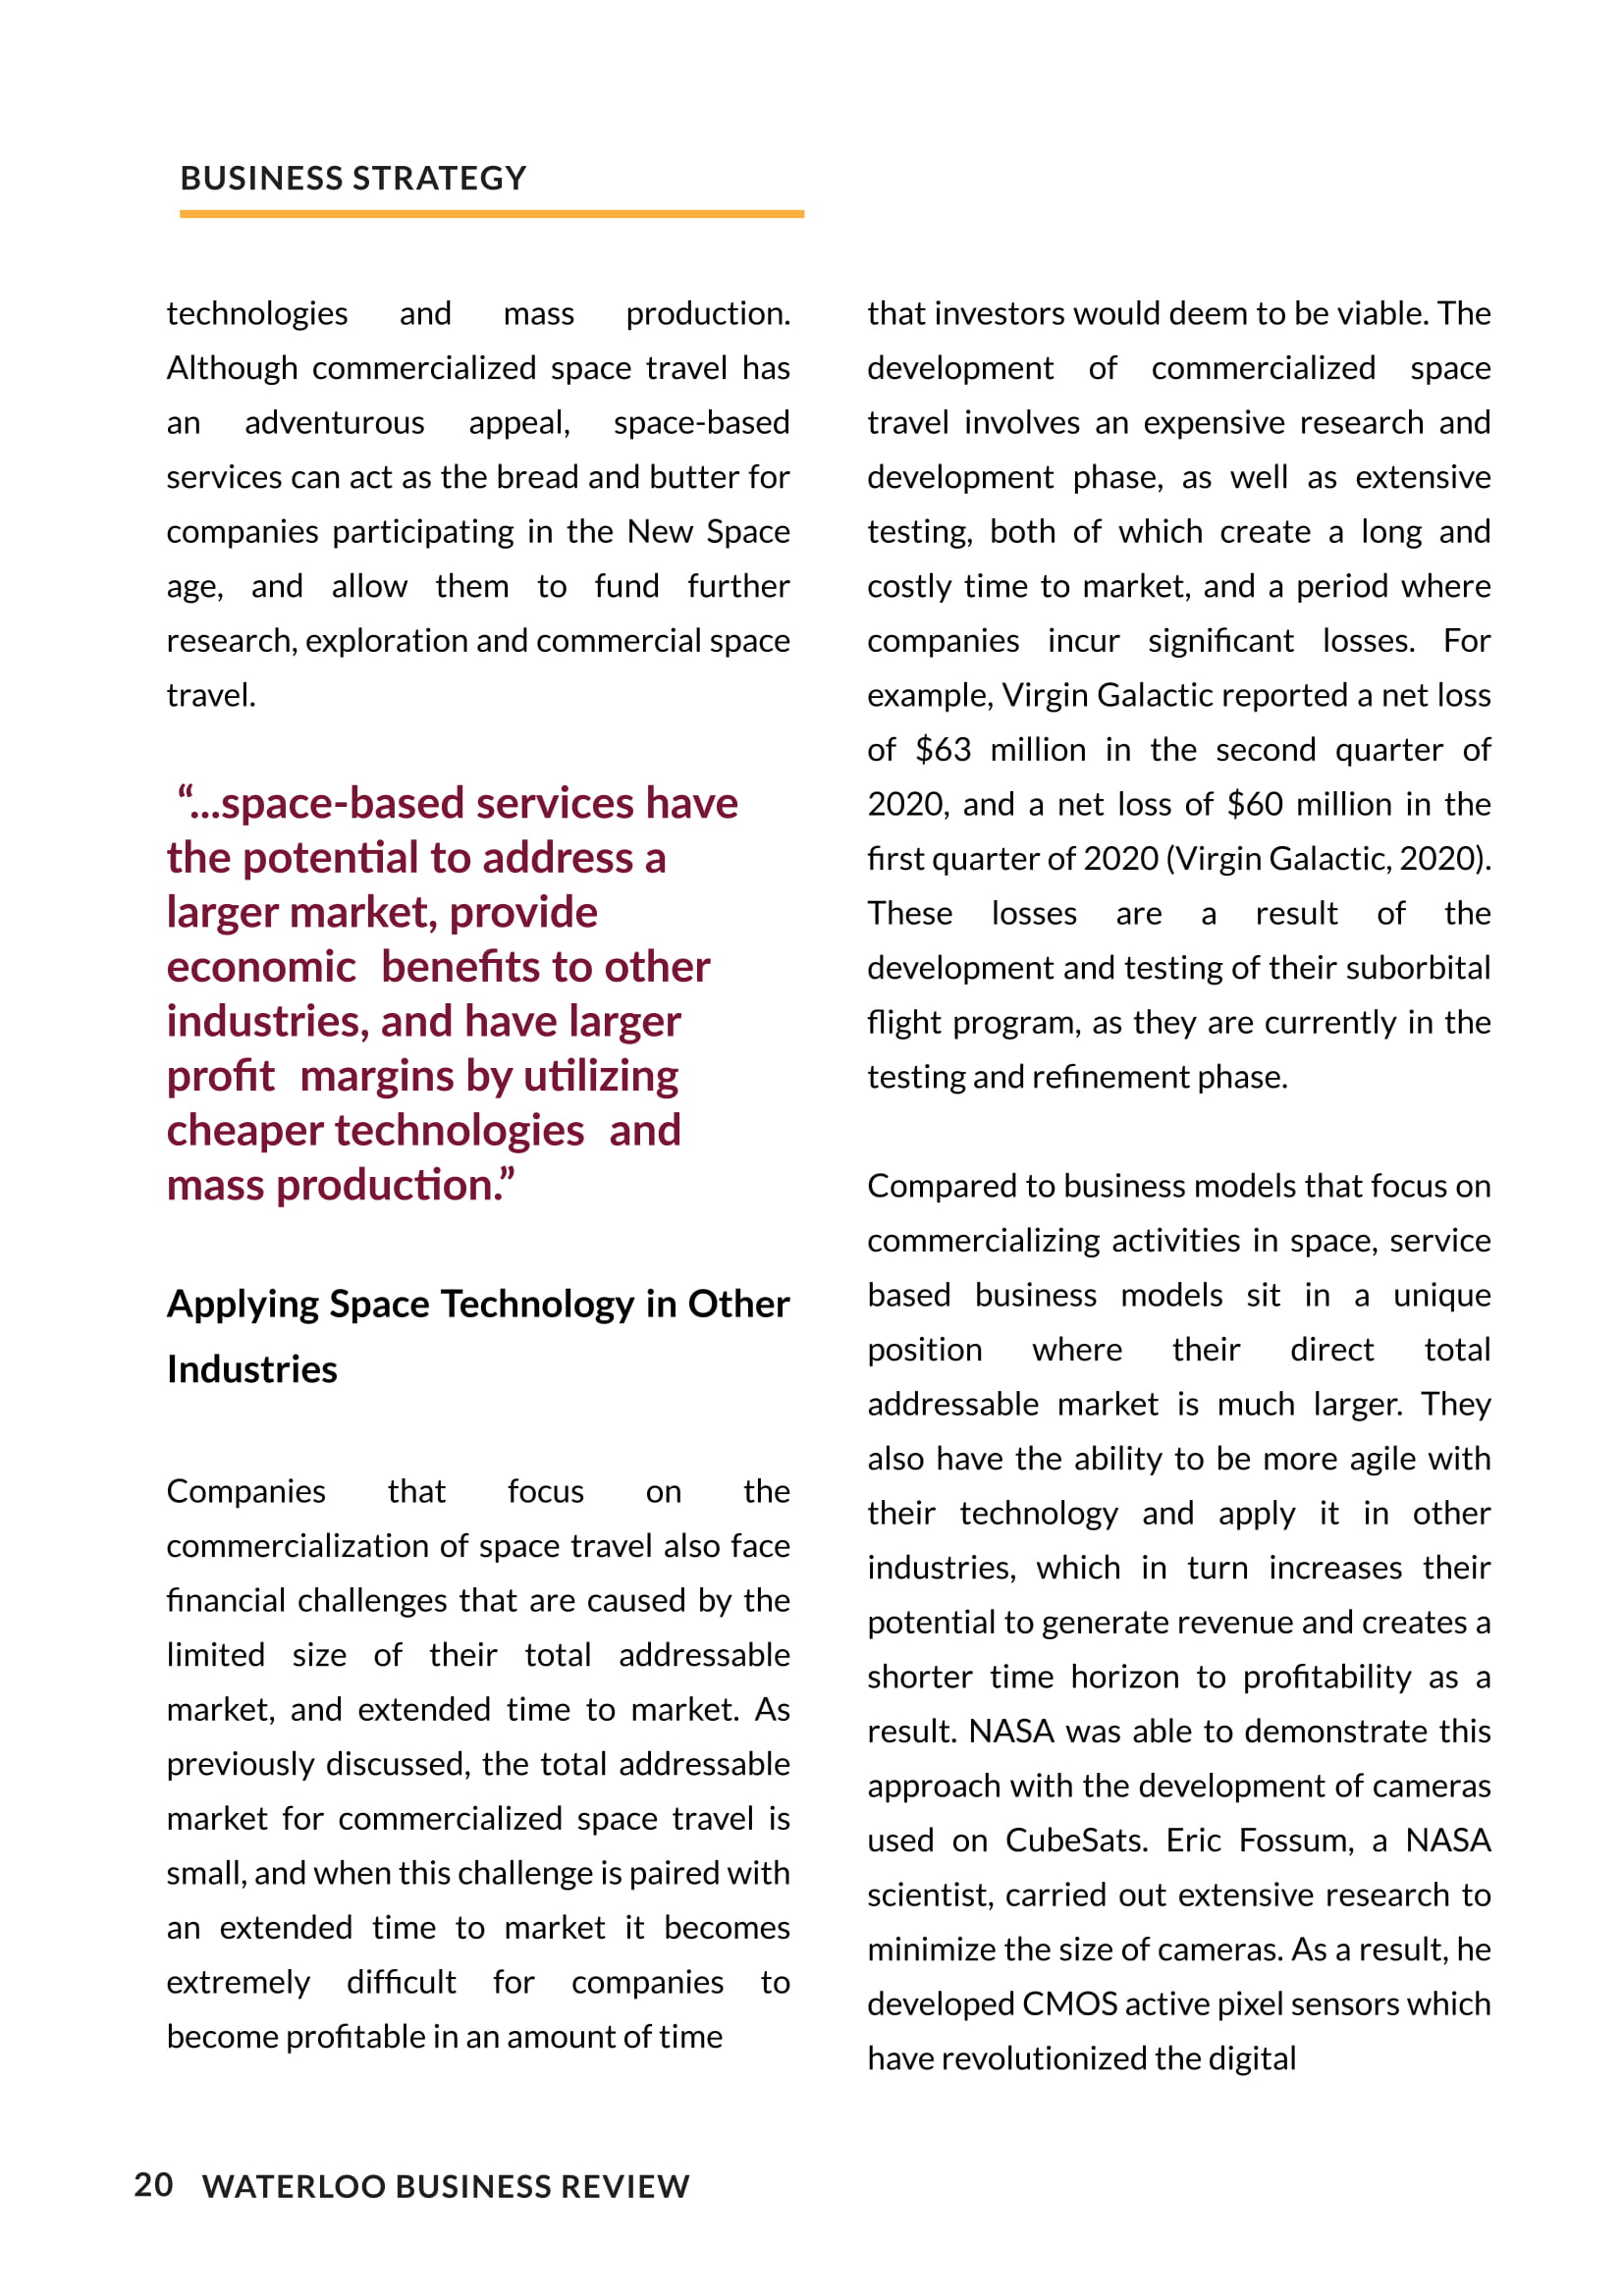 BUSINESS STRATEGY
technologies and mass production.
Although commercialized space travel has
an adventurous appeal, space-based
services can act as the bread and butter for
companies participating in the New Space
age, and allow them to fund further
research, exploration and commercial space
travel.
“...space-based services have
the potential to address a
larger market, provide
economic benefits to other
industries, and have larger
profit margins by utilizing
cheaper technologies and
mass production.”
Applying Space Technology in Other
Industries
Companies that focus on the
commercialization of space travel also face
financial challenges that are caused by the
limited size of their total addressable
market, and extended time to market. As
previously discussed, the total addressable
market for commercialized space travel is
small, and when this challenge is paired with
an extended time to market it becomes
extremely difficult for companies to
become profitable in an amount of time
that investors would deem to be viable. The
development of commercialized space
travel involves an expensive research and
development phase, as well as extensive
testing, both of which create a long and
costly time to market, and a period where
companies incur significant losses. For
example, Virgin Galactic reported a net loss
of $63 million in the second quarter of
2020, and a net loss of $60 million in the
first quarter of 2020 (Virgin Galactic, 2020).
These losses are a result of the
development and testing of their suborbital
flight program, as they are currently in the
testing and refinement phase.
Compared to business models that focus on
commercializing activities in space, service
based business models sit in a unique
position where their direct total
addressable market is much larger. They
also have the ability to be more agile with
their technology and apply it in other
industries, which in turn increases their
potential to generate revenue and creates a
shorter time horizon to profitability as a
result. NASA was able to demonstrate this
approach with the development of cameras
used on CubeSats. Eric Fossum, a NASA
scientist, carried out extensive research to
minimize the size of cameras. As a result, he
developed CMOS active pixel sensors which
have revolutionized the digital
20 WATERLOO BUSINESS REVIEW